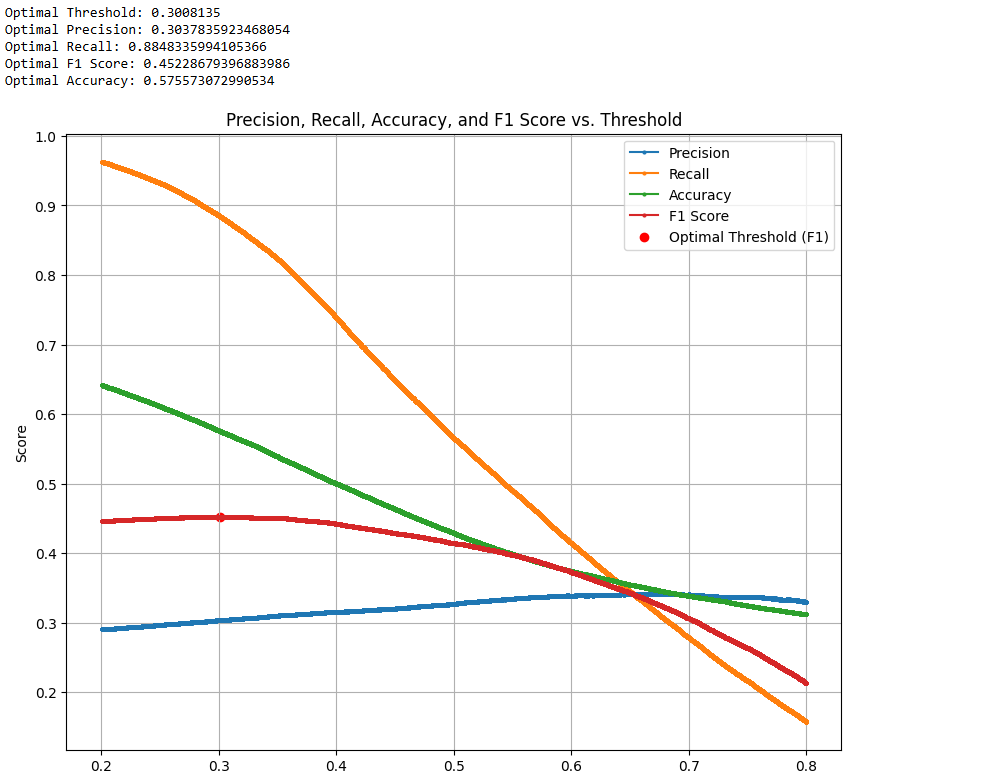 Optimal Threshold: 0.3008135
Optimal Precision: 0.3037835923468054
Optimal Recall: 0.8848335994105366
Optimal F1 Score: 0.45228679396883986
Optimal Accuracy: 0.575573072990534
Precision, Recall, Accuracy, and F1 Score vs. Threshold
Precision
Recall
Accuracy
F1 Score
Optimal Threshold (F1)
Score
1.0
0.9
0.8
0.7
0.6
0.5
0.4
0.3
0.2
0.2 0.3 0.4 0.5 0.6 0.7 0.8